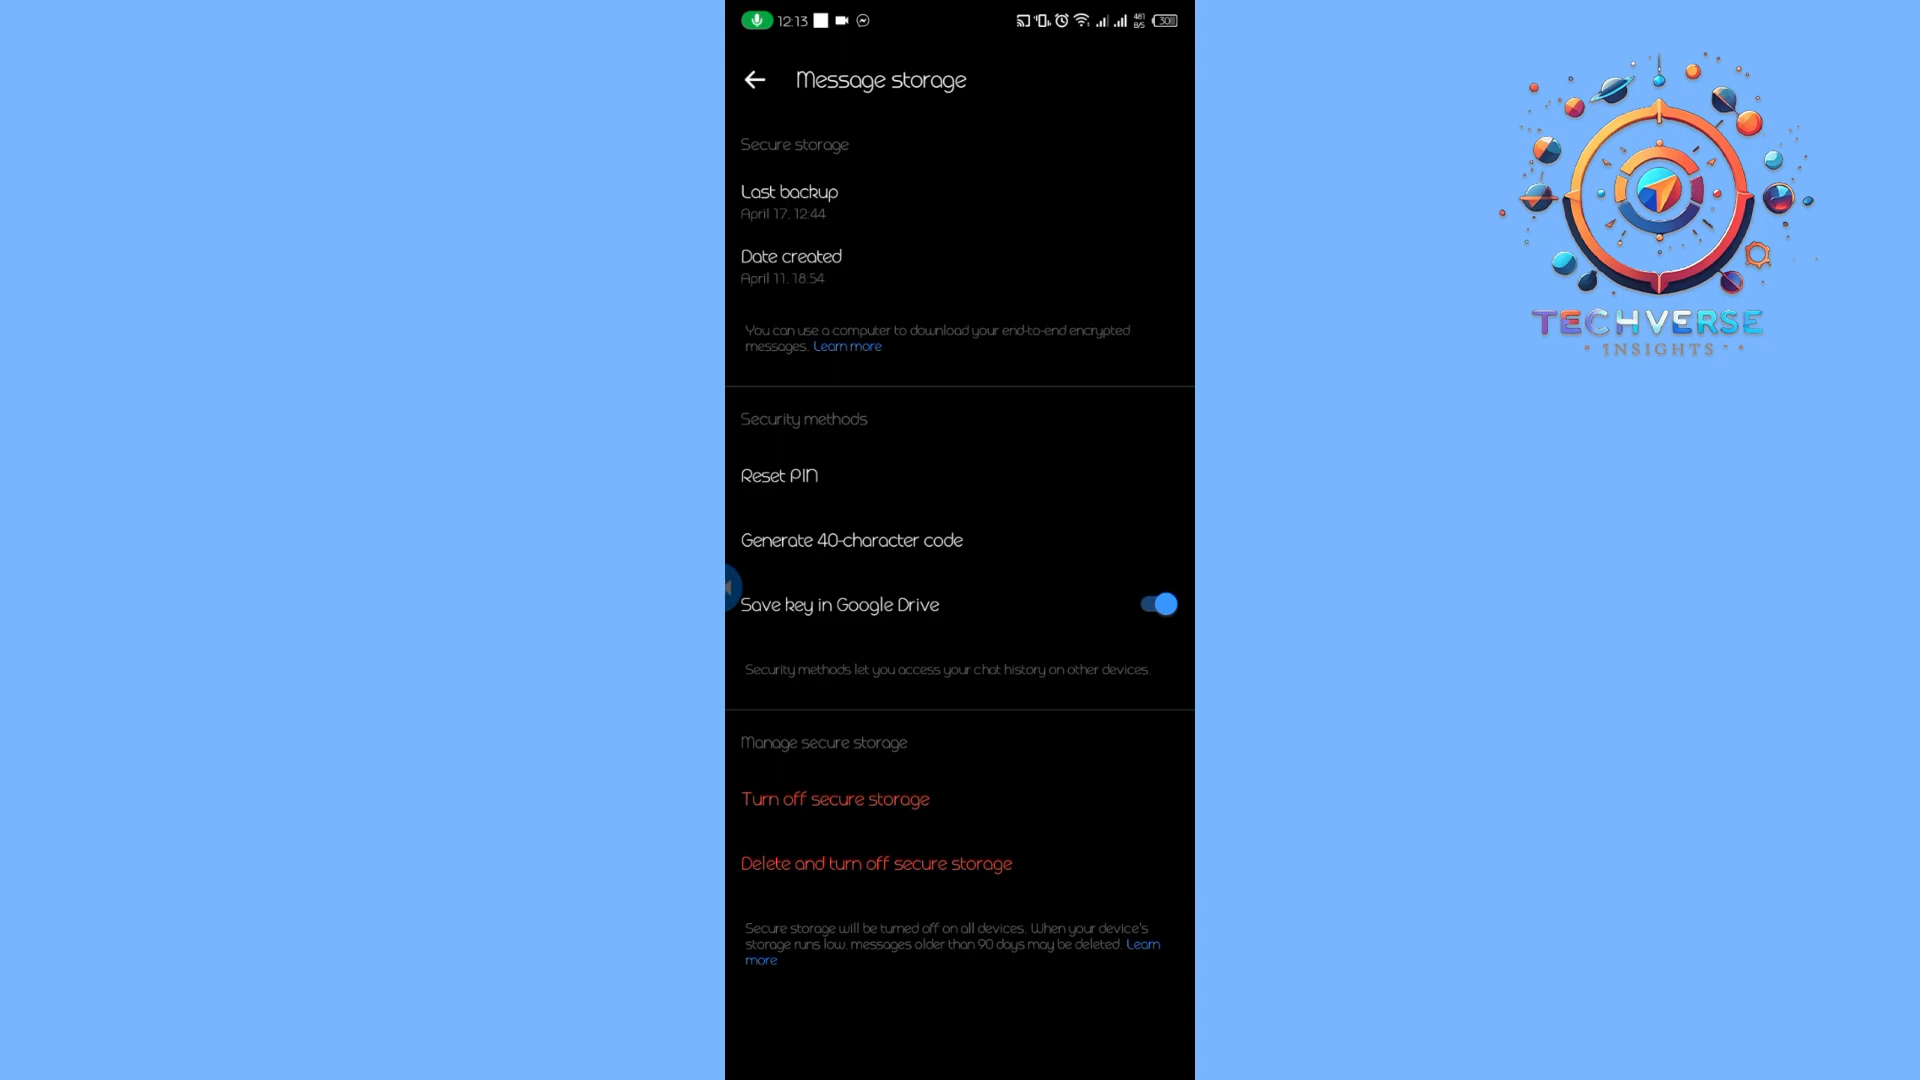 12:13
481
B/S
30
Message storage
Secure storage
Last backup
April 17, 12:44
Date created
April 11, 18:54
You can use a computer to download your end-to-end encrypted
messages. Learn more
Security methods
Reset PIN
Generate 40-character code
Save key in Google Drive
Security methods let you access your chat history on other devices.
Manage secure storage
Turn off secure storage
Delete and turn off secure storage
Secure storage will be turned off on all devices. When your device's
storage runs low, messages older than 90 days may be deleted. Learn
more
TECHVERSE
INSIGHTS